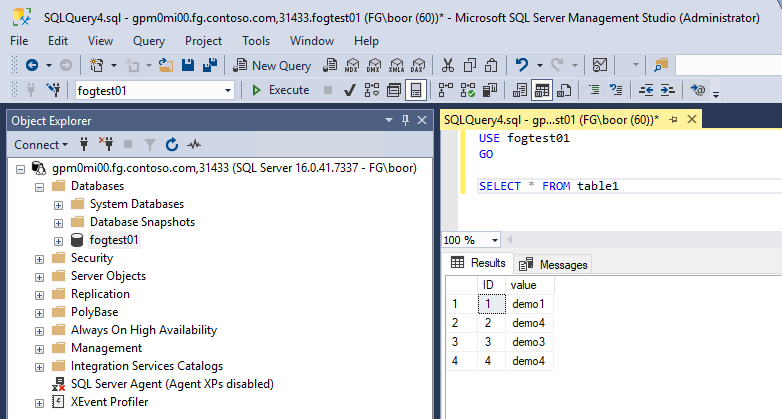 SQLQuery4.sql - gpm0mi00.fg.contoso.com,31433.fogtest01 (FG\boor (60))* - Microsoft SQL Server Management Studio (Administrator)
File Edit View Query Project Tools Window Help
New Query MDX DMX XMLA DAX
fogtest01 Execute
Object Explorer
Connect
gpm0mi00.fg.contoso.com,31433 (SQL Server 16.0.41.7337 - FG\boor)
Databases
System Databases
Database Snapshots
fogtest01
Security
Server Objects
Replication
PolyBase
Always On High Availability
Management
Integration Services Catalogs
SQL Server Agent (Agent XPs disabled)
XEvent Profiler
SQLQuery4.sql - gp...st01 (FG\boor (60))*
USE fogtest01
GO
SELECT * FROM table1
100 %
Results Messages
ID value
1 1 demo1
2 2 demo4
3 3 demo3
4 4 demo4